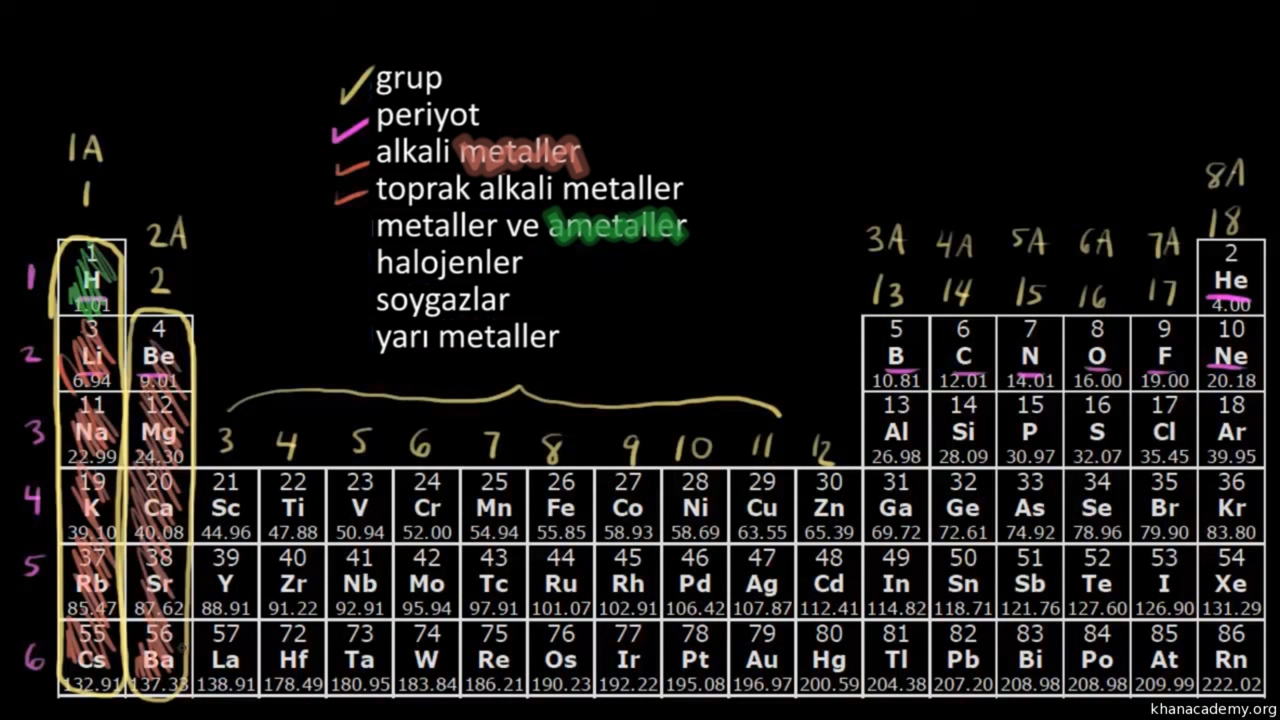 grup
periyot
alkali metaller
toprak alkali metaller
metaller ve ametaller
halojenler
soygazlar
yarı metaller
1A 8A
1 2A 18
3A 4A 5A 6A 7A
2 13 14 15 16 17
1 1 2
H He
1.01 4.00
3 4 5 6 7 8 9 10
2 Li Be B C N O F Ne
6.94 9.01 10.81 12.01 14.01 16.00 19.00 20.18
11 12 13 14 15 16 17 18
3 Na Mg 3 4 5 6 7 8 9 10 11 12 Al Si P S Cl Ar
22.99 24.30 26.98 28.09 30.97 32.07 35.45 39.95
19 20 21 22 23 24 25 26 27 28 29 30 31 32 33 34 35 36
4 K Ca Sc Ti V Cr Mn Fe Co Ni Cu Zn Ga Ge As Se Br Kr
39.10 40.08 44.96 47.88 50.94 52.00 54.94 55.85 58.93 58.69 63.55 65.39 69.72 72.61 74.92 78.96 79.90 83.80
37 38 39 40 41 42 43 44 45 46 47 48 49 50 51 52 53 54
5 Rb Sr Y Zr Nb Mo Tc Ru Rh Pd Ag Cd In Sn Sb Te I Xe
85.47 87.62 88.91 91.22 92.91 95.94 97.91 101.07 102.91 106.42 107.87 112.41 114.82 118.71 121.76 127.60 126.90 131.29
55 56 57 72 73 74 75 76 77 78 79 80 81 82 83 84 85 86
6 Cs Ba La Hf Ta W Re Os Ir Pt Au Hg Tl Pb Bi Po At Rn
132.91 137.33 138.91 178.49 180.95 183.84 186.21 190.23 192.22 195.08 196.97 200.59 204.38 207.20 208.98 208.98 209.99 222.02
khanacademy.org